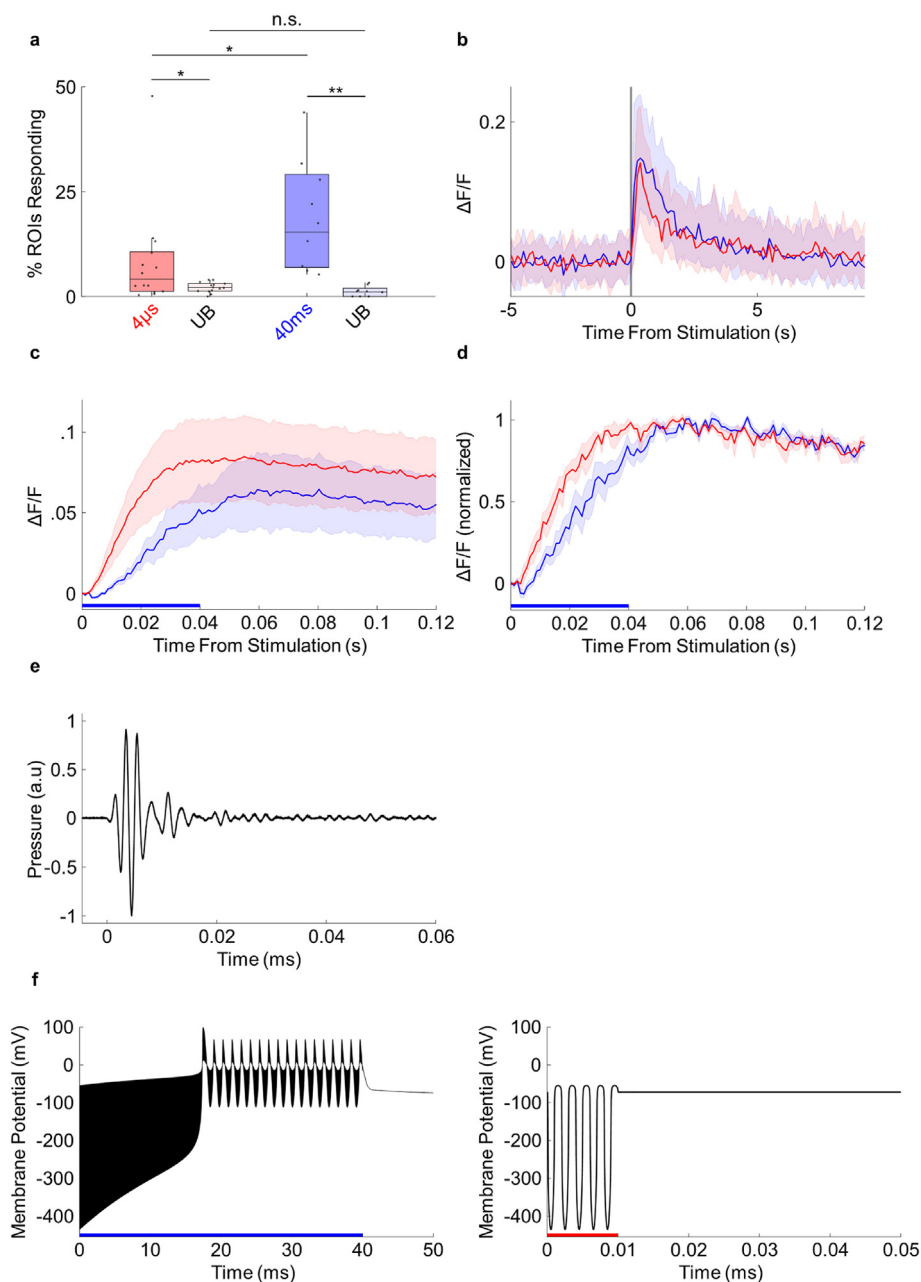 a
n.s.
*
*
**
50
25
0
% ROIs Responding
4µs
UB
40ms
UB
b
0.2
0
ΔF/F
-5
0
5
Time From Stimulation (s)
c
.1
.05
0
ΔF/F
0
0.02
0.04
0.06
0.08
0.1
0.12
Time From Stimulation (s)
d
1
0.5
0
ΔF/F (normalized)
0
0.02
0.04
0.06
0.08
0.1
0.12
Time From Stimulation (s)
e
1
0.5
0
-0.5
-1
Pressure (a.u)
0
0.02
0.04
0.06
Time (ms)
f
100
0
-100
-200
-300
-400
Membrane Potential (mV)
0
10
20
30
40
50
Time (ms)
100
0
-100
-200
-300
-400
Membrane Potential (mV)
0
0.01
0.02
0.03
0.04
0.05
Time (ms)